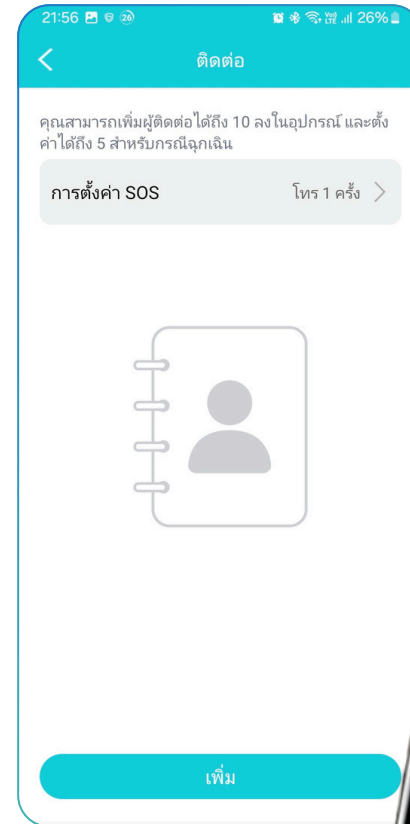 21:56 26 26%
ติดต่อ
คุณสามารถเพิ่มผู้ติดต่อได้ถึง 10 ลงในอุปกรณ์ และตั้ง
ค่าได้ถึง 5 สำหรับกรณีฉุกเฉิน
การตั้งค่า SOS โทร 1 ครั้ง
เพิ่ม